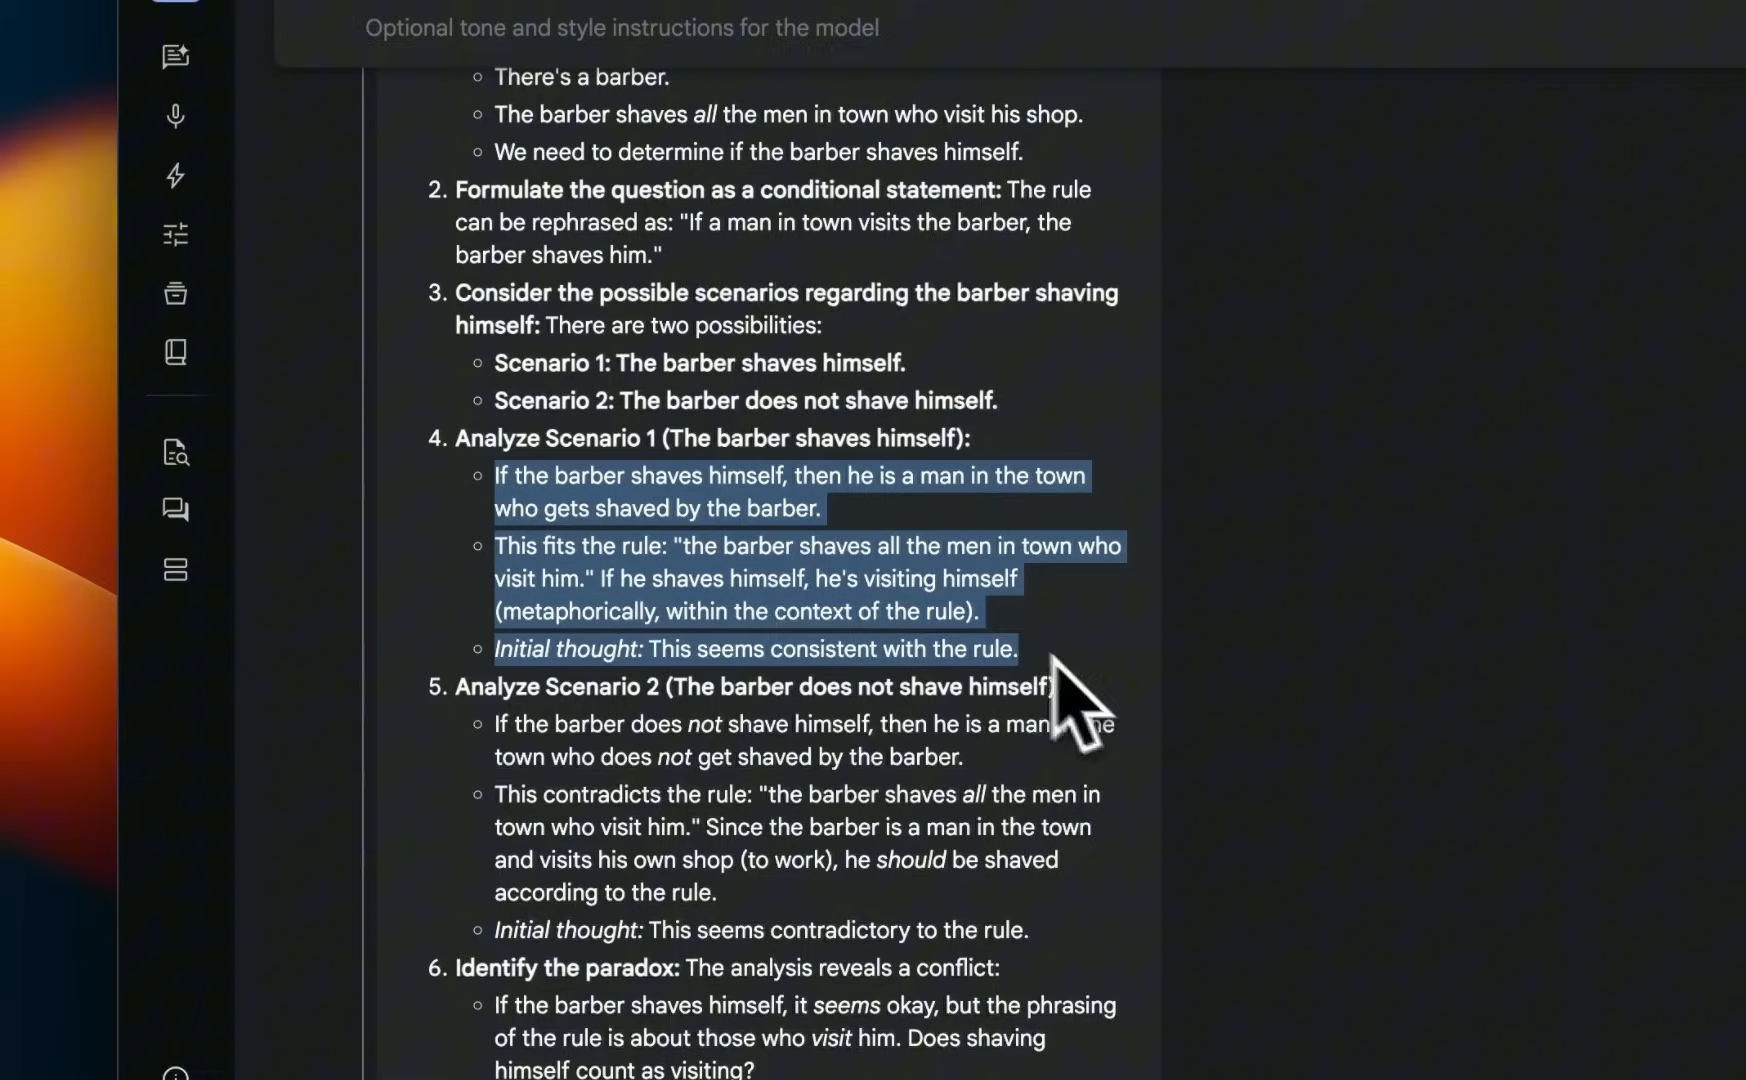 Optional tone and style instructions for the model
There's a barber.
The barber shaves all the men in town who visit his shop.
We need to determine if the barber shaves himself.
2. Formulate the question as a conditional statement: The rule
can be rephrased as: "If a man in town visits the barber, the
barber shaves him."
3. Consider the possible scenarios regarding the barber shaving
himself: There are two possibilities:
Scenario 1: The barber shaves himself.
Scenario 2: The barber does not shave himself.
4. Analyze Scenario 1 (The barber shaves himself):
If the barber shaves himself, then he is a man in the town
who gets shaved by the barber.
This fits the rule: "the barber shaves all the men in town who
visit him." If he shaves himself, he's visiting himself
(metaphorically, within the context of the rule).
Initial thought: This seems consistent with the rule.
5. Analyze Scenario 2 (The barber does not shave himself)
If the barber does not shave himself, then he is a man
town who does not get shaved by the barber.
This contradicts the rule: "the barber shaves all the men in
town who visit him." Since the barber is a man in the town
and visits his own shop (to work), he should be shaved
according to the rule.
Initial thought: This seems contradictory to the rule.
6. Identify the paradox: The analysis reveals a conflict:
If the barber shaves himself, it seems okay, but the phrasing
of the rule is about those who visit him. Does shaving
himself count as visiting?